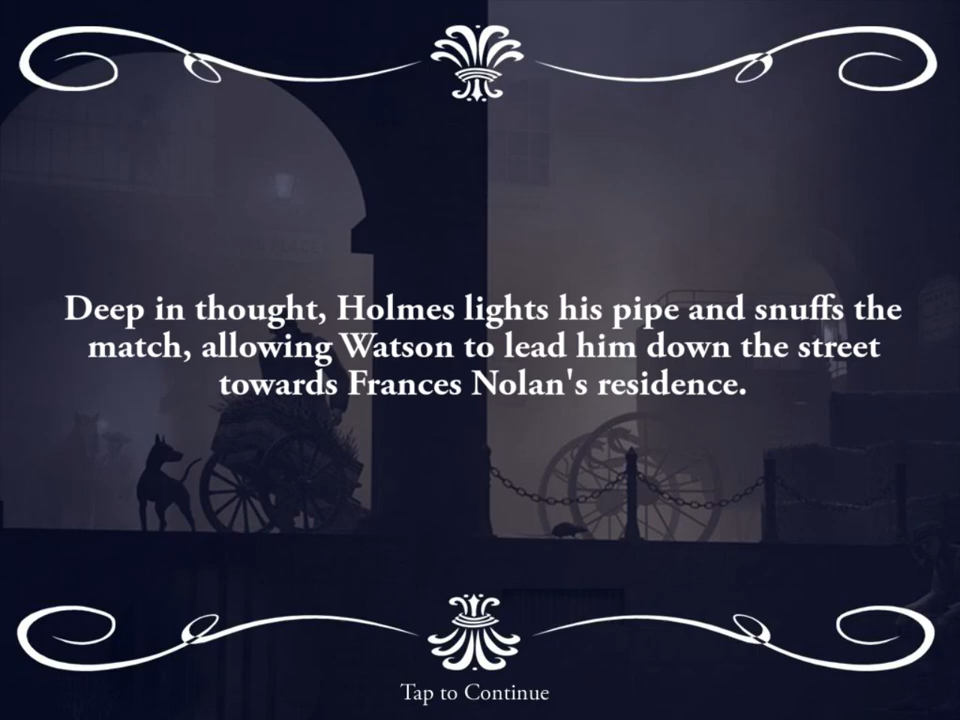 Deep in thought, Holmes lights his pipe and snuffs the
match, allowing Watson to lead him down the street
towards Frances Nolan's residence.
Tap to Continue